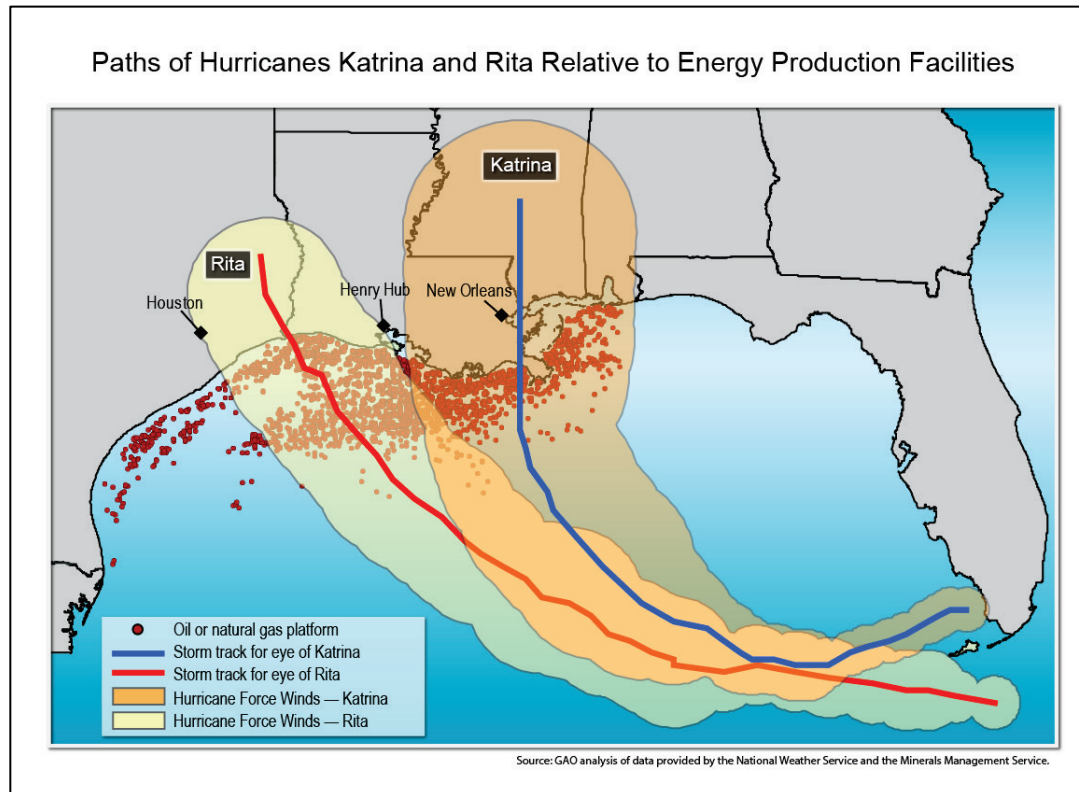 Paths of Hurricanes Katrina and Rita Relative to Energy Production Facilities
Katrina
Rita
Houston
Henry Hub
New Orleans
Oil or natural gas platform
Storm track for eye of Katrina
Storm track for eye of Rita
Hurricane Force Winds — Katrina
Hurricane Force Winds — Rita
Source: GAO analysis of data provided by the National Weather Service and the Minerals Management Service.